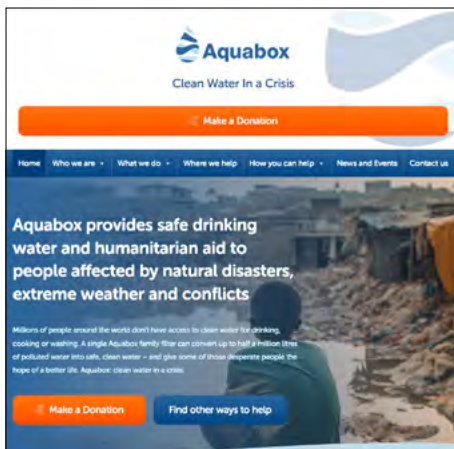 Aquabox
Clean Water In a Crisis
Make a Donation
Home Who we are What we do Where we help How you can help News and Events Contact us
Aquabox provides safe drinking
water and humanitarian aid to
people affected by natural disasters,
extreme weather and conflicts
Millions of people around the world don't have access to clean water for drinking,
cooking or washing. A single Aquabox family filter can convert up to half a million litres
of polluted water into safe, clean water – and give some of those desperate people the
hope of a better life. Aquabox: clean water in a crisis
Make a Donation Find other ways to help